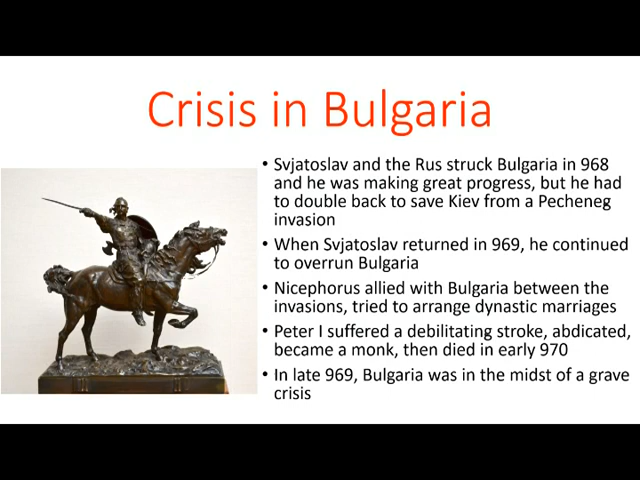 Crisis in Bulgaria
• Svjatoslav and the Rus struck Bulgaria in 968
and he was making great progress, but he had
to double back to save Kiev from a Pecheneg
invasion
• When Svjatoslav returned in 969, he continued
to overrun Bulgaria
• Nicephorus allied with Bulgaria between the
invasions, tried to arrange dynastic marriages
• Peter I suffered a debilitating stroke, abdicated,
became a monk, then died in early 970
• In late 969, Bulgaria was in the midst of a grave
crisis